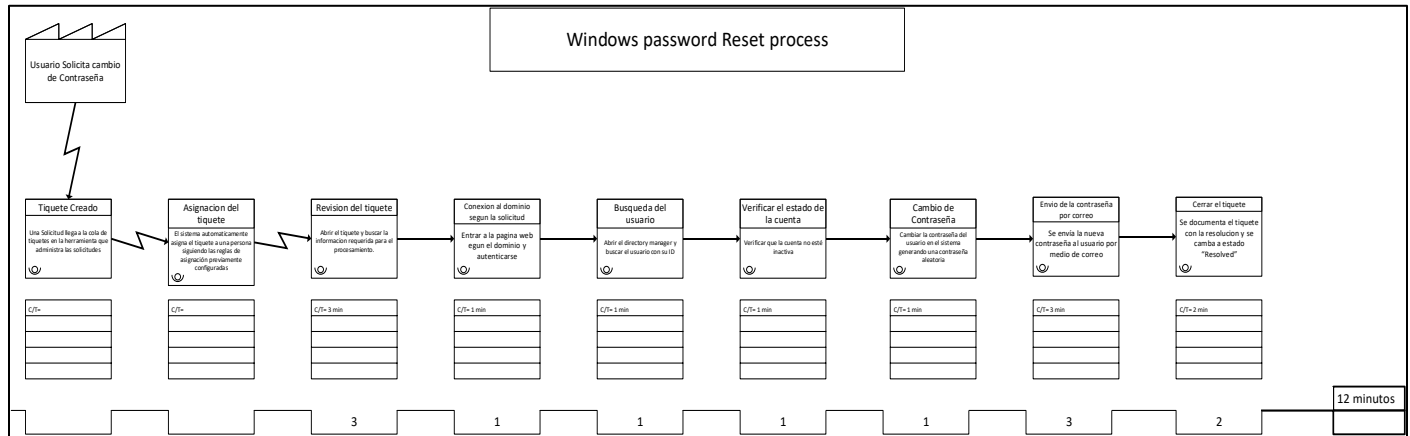 Windows password Reset process
Usuario Solicita cambio
de Contraseña
Tiquete Creado
Una Solicitud llega a la cola de
tiquetes en la herramienta que
administra las solicitudes
Asignacion del
tiquete
El sistema automaticamente
asigna el tiquete a una persona
siguiendo las reglas de
asignación previamente
configuradas
Revision del tiquete
Abrir el tiquete y buscar la
informacion requerida para el
procesamiento.
Conexion al dominio
segun la solicitud
Entrar a la pagina web
egun el dominio y
autenticarse
Busqueda del
usuario
Abrir el directory manager y
buscar el usuario con su ID
Verificar el estado de
la cuenta
Verificar que la cuenta no esté
inactiva
Cambio de
Contraseña
Cambiar la contraseña del
usuario en el sistema
generando una contraseña
aleatoria
Envio de la contraseña
por correo
Se envía la nueva
contraseña al usuario por
medio de correo
Cerrar el tiquete
Se documenta el tiquete
con la resolucion y se
camba a estado
"Resolved"
C/T=
C/T=
C/T= 3 min
C/T= 1 min
C/T= 1 min
C/T= 1 min
C/T= 1 min
C/T= 3 min
C/T= 2 min
3
1
1
1
1
3
2
12 minutos